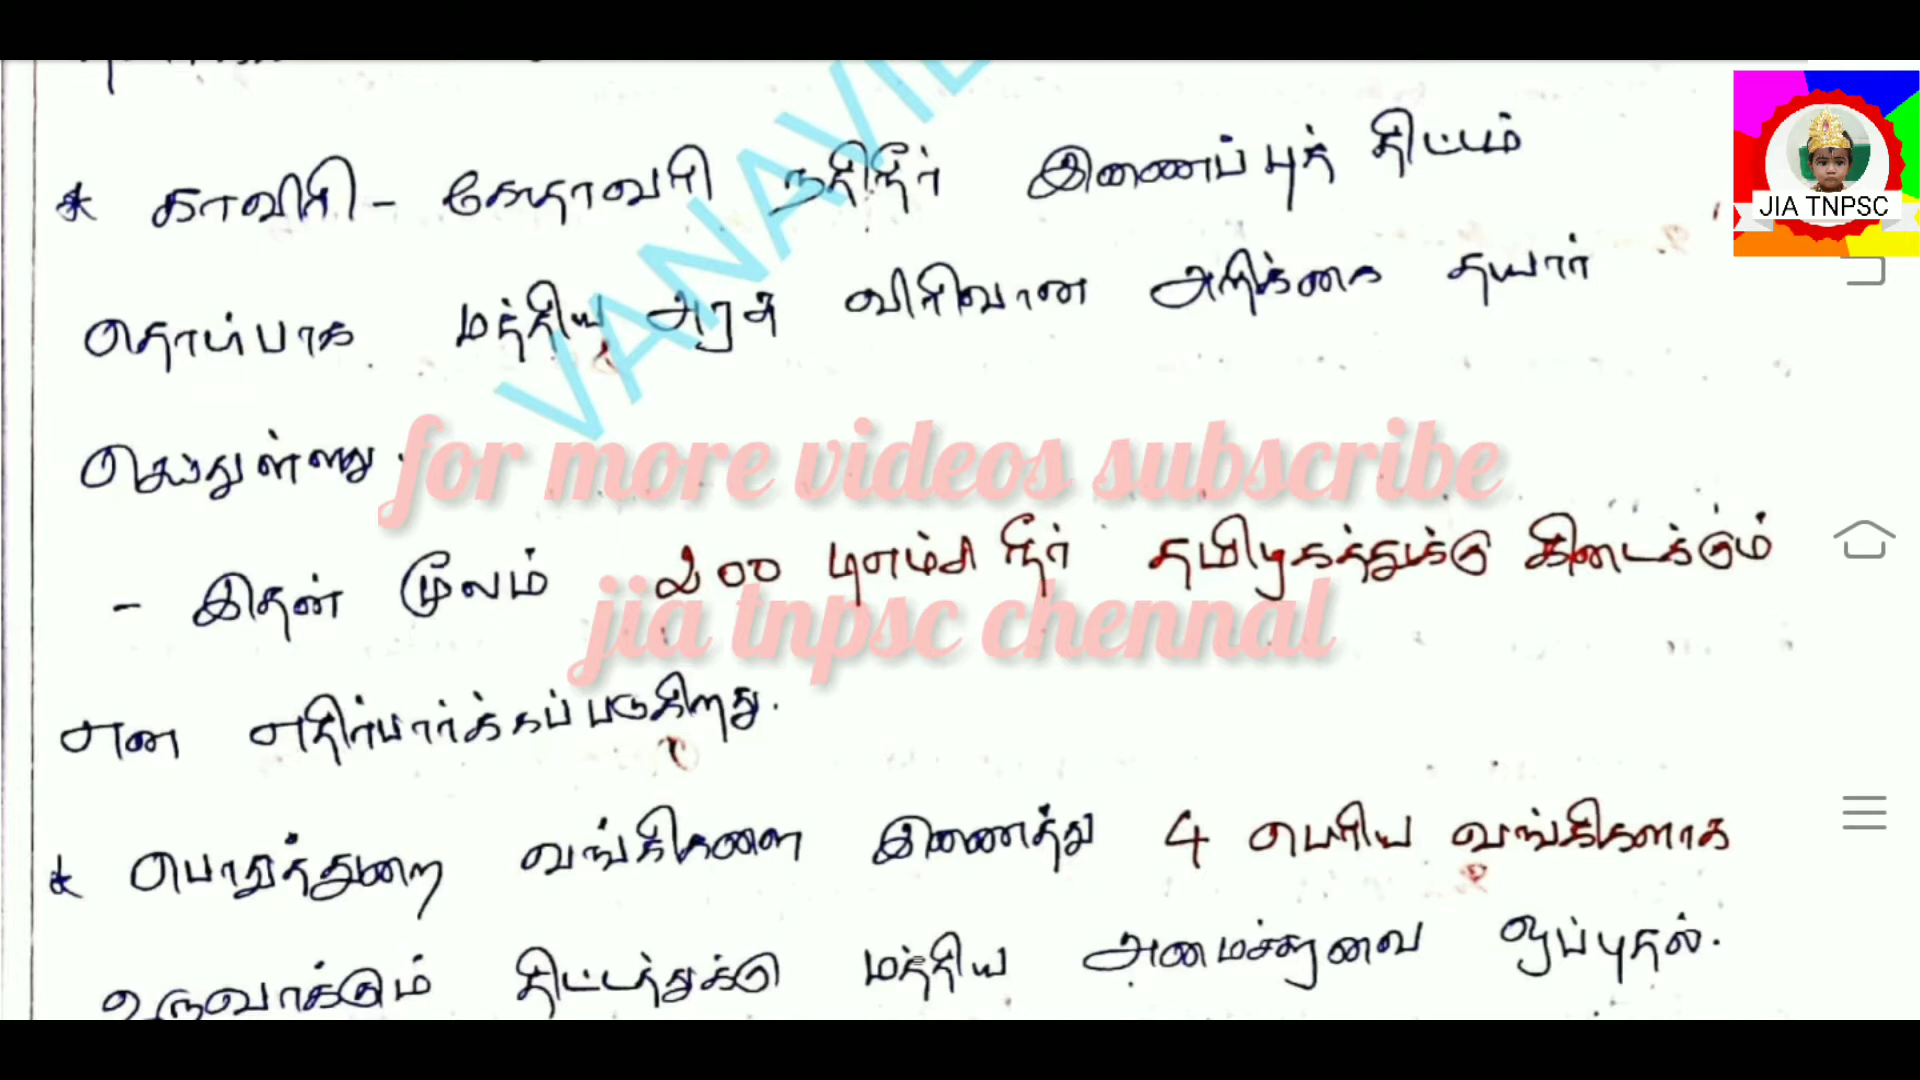 * காவிரி - கோதாவரி நதிநீர் இணைப்புத் திட்டம்
தொடர்பாக மத்திய அரசு விரிவான அறிக்கை தயார்
செய்துள்ளது.
- இதன் மூலம் 200 டிஎம்சி நீர் தமிழகத்துக்கு கிடைக்கும்
என எதிர்பார்க்கப்படுகிறது.
* பொதுத்துறை வங்கிகளை இணைத்து 4 பெரிய வங்கிகளாக
உருவாக்கும் திட்டத்துக்கு மத்திய அமைச்சரவை ஒப்புதல்.
for more videos subscribe
jia tnpsc chennai
JIA TNPSC